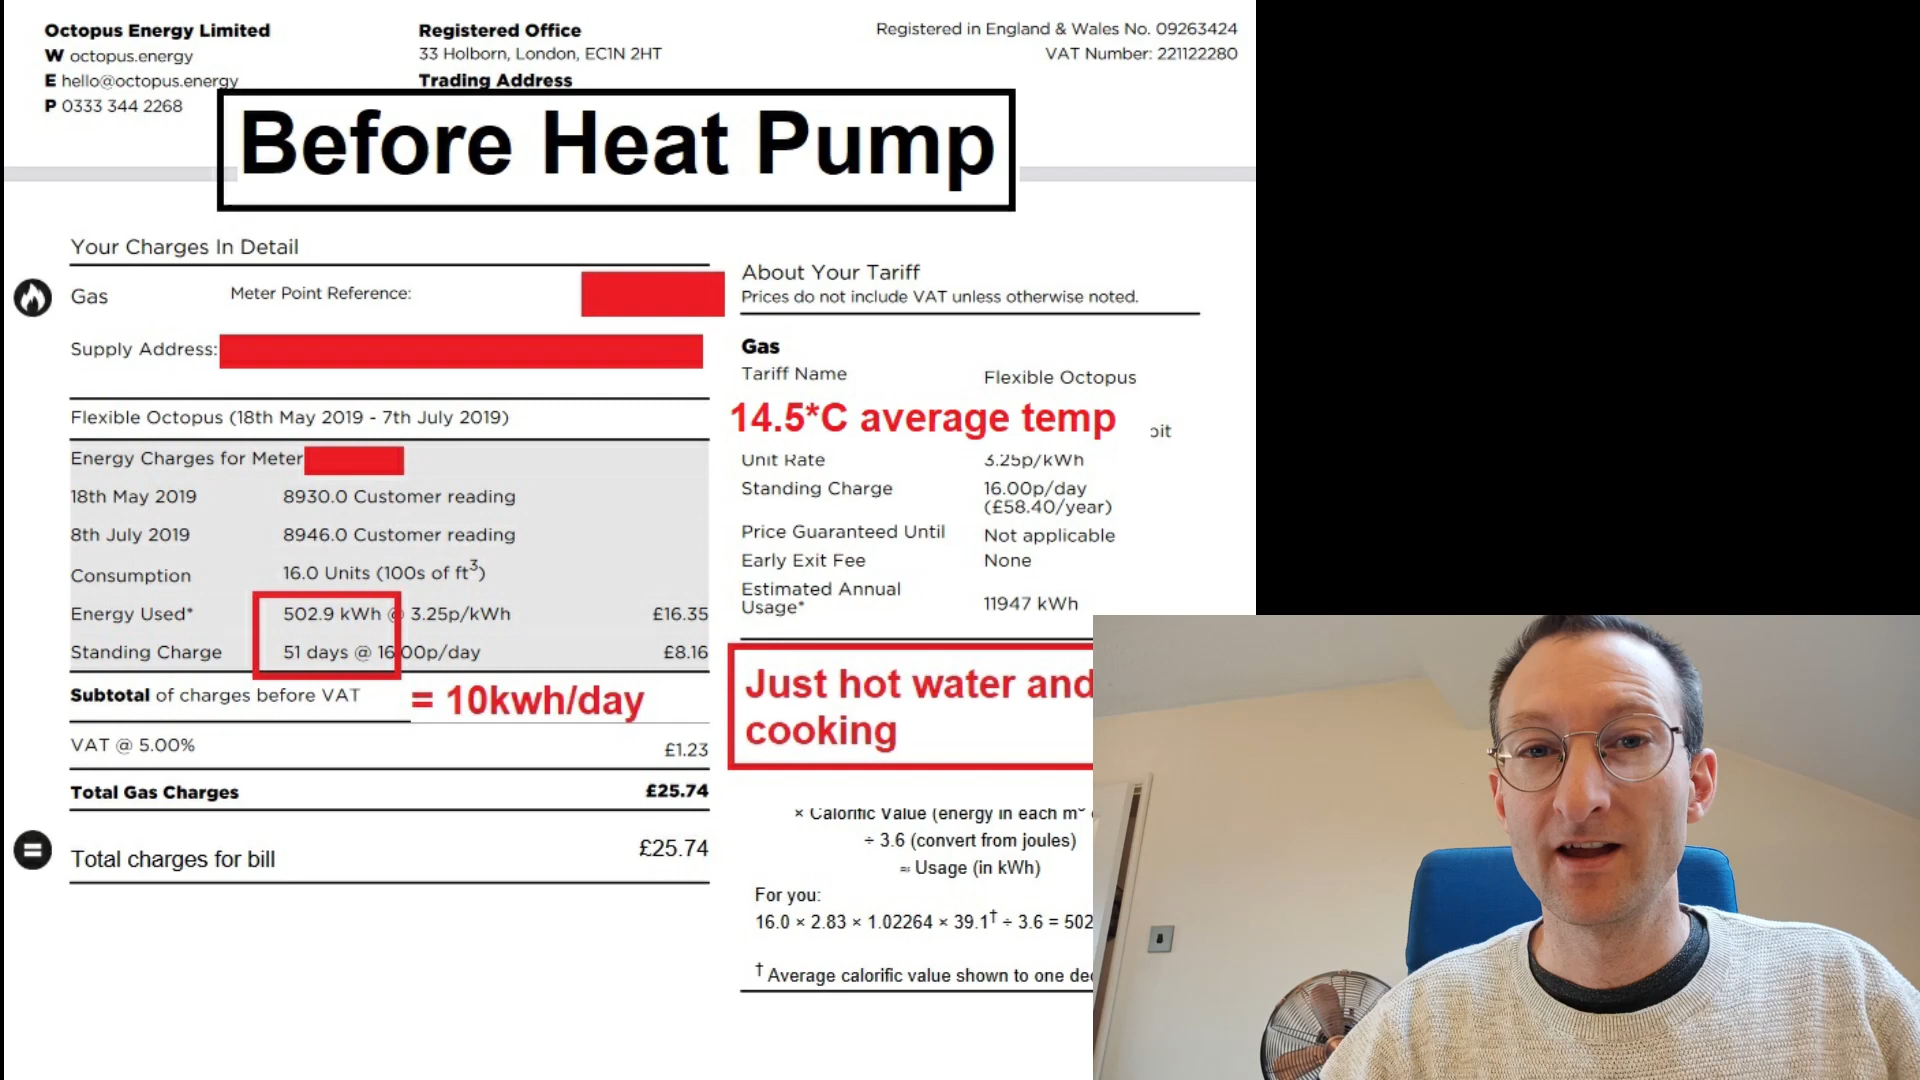 Octopus Energy Limited
W octopus.energy
E hello@octopus.energy
P 0333 344 2268
Registered Office
33 Holborn, London, EC1N 2HT
Trading Address
Registered in England & Wales No. 09263424
VAT Number: 221122280
Before Heat Pump
Your Charges In Detail
Gas Meter Point Reference:
Supply Address:
Flexible Octopus (18th May 2019 - 7th July 2019)
Energy Charges for Meter
18th May 2019 8930.0 Customer reading
8th July 2019 8946.0 Customer reading
Consumption 16.0 Units (100s of ft³)
Energy Used* 502.9 kWh @ 3.25p/kWh £16.35
Standing Charge 51 days @ 16.00p/day £8.16
Subtotal of charges before VAT
= 10kwh/day
VAT @ 5.00% £1.23
Total Gas Charges £25.74
Total charges for bill £25.74
About Your Tariff
Prices do not include VAT unless otherwise noted.
Gas
Tariff Name Flexible Octopus
14.5*C average temp
Unit Rate 3.25p/kWh
Standing Charge 16.00p/day
(£58.40/year)
Price Guaranteed Until Not applicable
Early Exit Fee None
Estimated Annual
Usage* 11947 kWh
Just hot water and
cooking
× Calorific Value (energy in each m³
÷ 3.6 (convert from joules)
= Usage (in kWh)
For you:
16.0 × 2.83 × 1.02264 × 39.1† ÷ 3.6 = 502
† Average calorific value shown to one